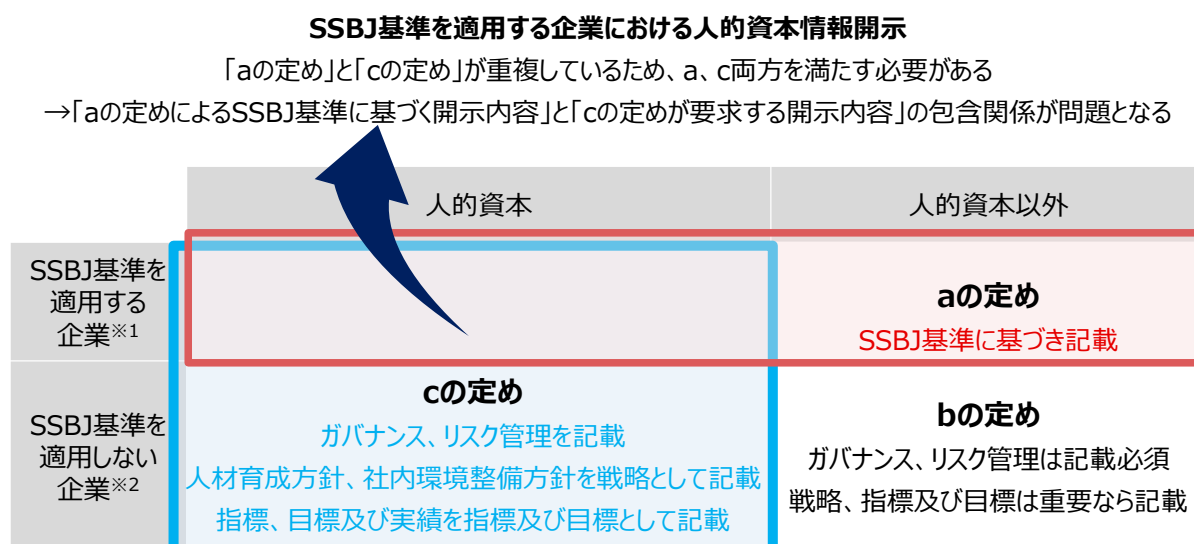 SSBJ基準を適用する企業における人的資本情報開示
「aの定め」と「cの定め」が重複しているため、a、c両方を満たす必要がある
→「aの定めによるSSBJ基準に基づく開示内容」と「cの定めが要求する開示内容」の包含関係が問題となる
人的資本
人的資本以外
SSBJ基準を
適用する
企業※1
aの定め
SSBJ基準に基づき記載
SSBJ基準を
適用しない
企業※2
cの定め
ガバナンス、リスク管理を記載
人材育成方針、社内環境整備方針を戦略として記載
指標、目標及び実績を指標及び目標として記載
bの定め
ガバナンス、リスク管理は記載必須
戦略、指標及び目標は重要なら記載